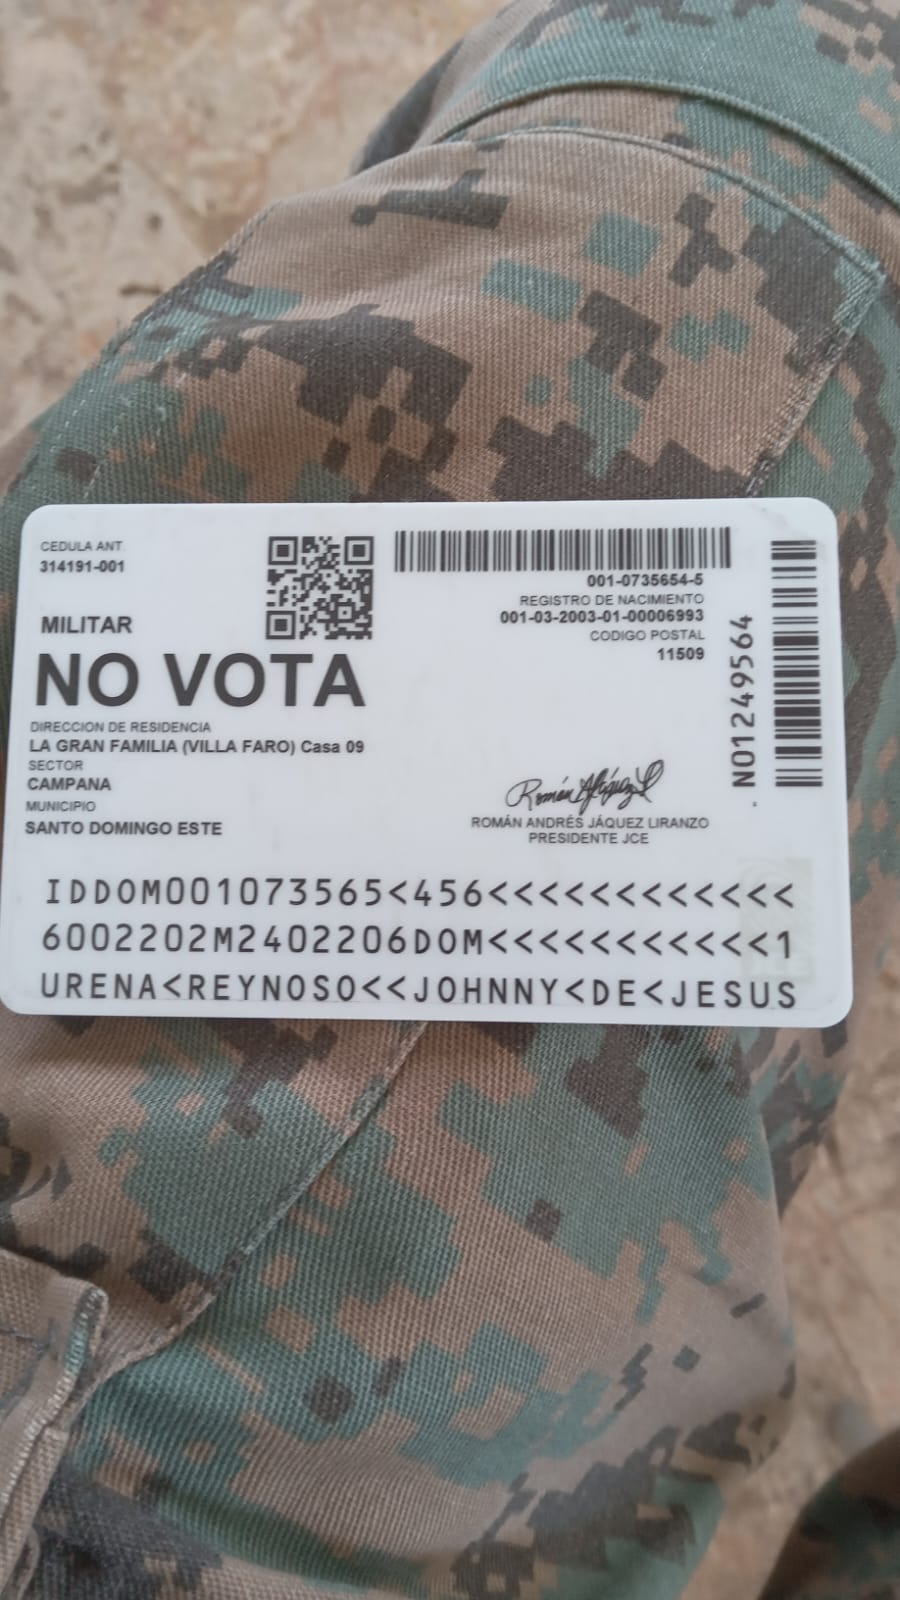 CEDULA ANT.
314191-001
001-0735654-5
REGISTRO DE NACIMIENTO
001-03-2003-01-00006993
CODIGO POSTAL
11509
MILITAR
NO VOTA
DIRECCION DE RESIDENCIA
LA GRAN FAMILIA (VILLA FARO) Casa 09
SECTOR
CAMPANA
MUNICIPIO
SANTO DOMINGO ESTE
N01249564
Román Jáquez L
ROMÁN ANDRÉS JÁQUEZ LIRANZO
PRESIDENTE JCE
IDDOM001073565<456<<<<<<<<<<<<
6002202M2402206DOM<<<<<<<<<<<1
URENA<REYNOSO<<JOHNNY<DE<JESUS